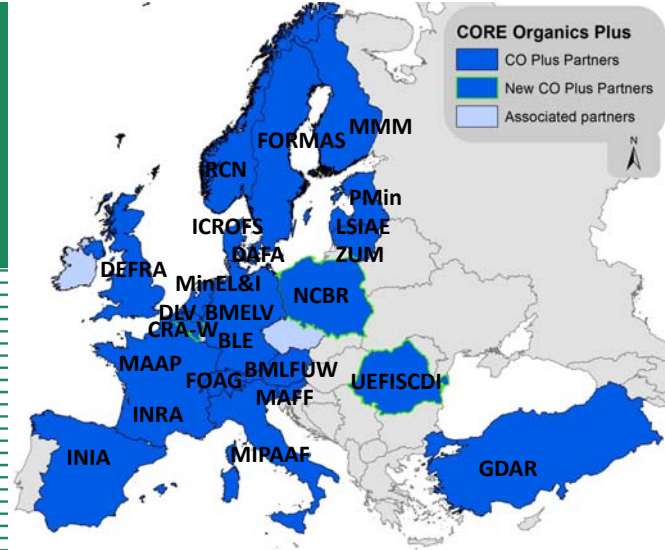 CORE Organics Plus
CO Plus Partners
New CO Plus Partners
Associated partners
N
MMM
FORMAS
RCN
PMin
ICROFS
LSIAE
DAFA
ZUM
DEFRA
MinEL&I
NCBR
DLV
BMELV
CRA-W
BLE
MAAP
FOAG
BMLFUW
UEFISCDI
MAFF
INRA
INIA
MIPAAF
GDAR